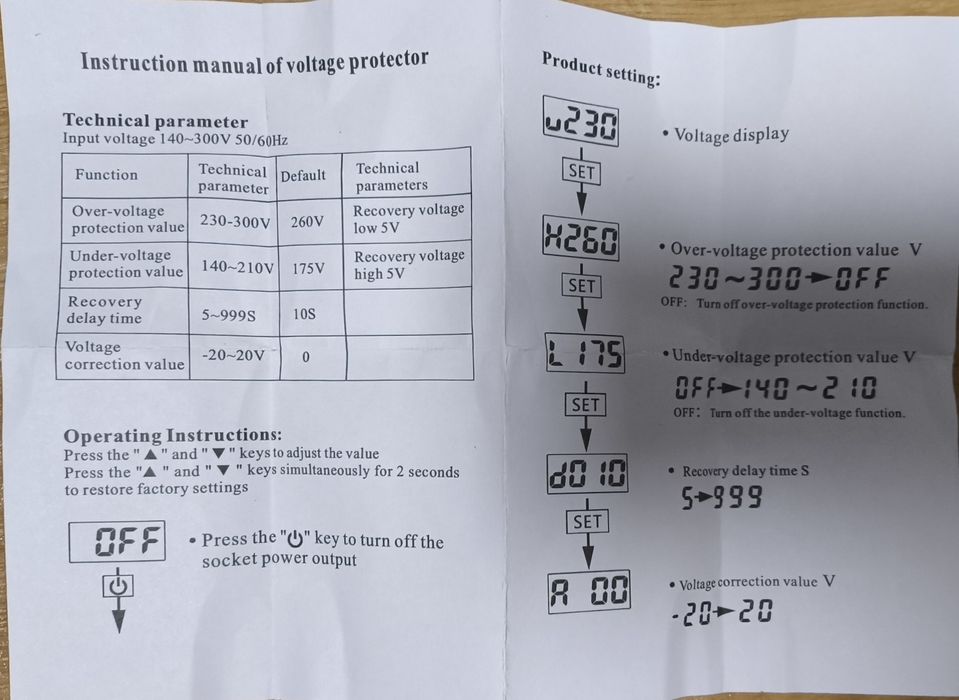 Instruction manual of voltage protector
Technical parameter
Input voltage 140~300V 50/60Hz
Function Technical parameter Default Technical parameters
Over-voltage protection value 230-300V 260V Recovery voltage low 5V
Under-voltage protection value 140~210V 175V Recovery voltage high 5V
Recovery delay time 5~999S 10S
Voltage correction value -20~20V 0
Operating Instructions:
Press the "▲" and "▼" keys to adjust the value
Press the "▲" and "▼" keys simultaneously for 2 seconds
to restore factory settings
OFF
• Press the "⏻" key to turn off the
socket power output
⏻
Product setting:
u230
• Voltage display
SET
H260
• Over-voltage protection value V
230~300→OFF
OFF: Turn off over-voltage protection function.
SET
L 175
• Under-voltage protection value V
OFF→140~210
OFF: Turn off the under-voltage function.
SET
d010
• Recovery delay time S
5→999
SET
A 00
• Voltage correction value V
-20→20